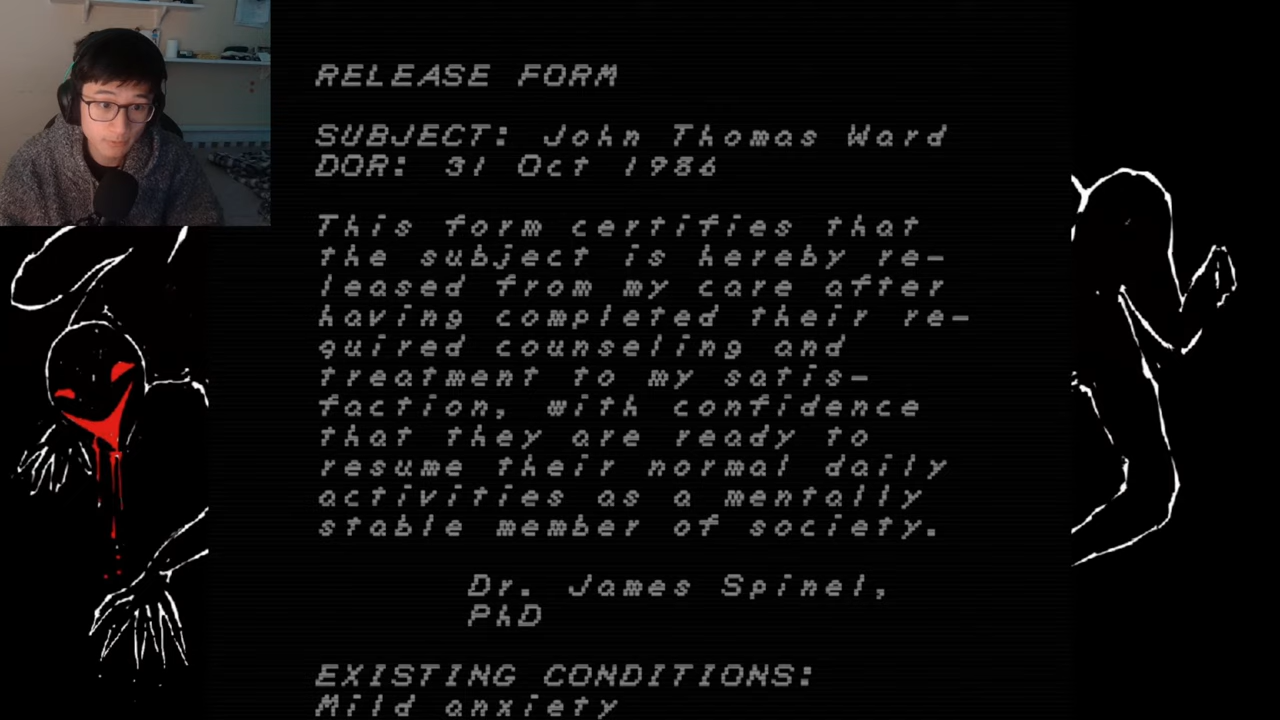 RELEASE FORM
SUBJECT: John Thomas Ward
DOR: 31 Oct 1986
This form certifies that
the subject is hereby re-
leased from my care after
having completed their re-
quired counseling and
treatment to my satis-
faction, with confidence
that they are ready to
resume their normal daily
activities as a mentally
stable member of society.
Dr. James Spinel,
PhD
EXISTING CONDITIONS:
Mild anxiety